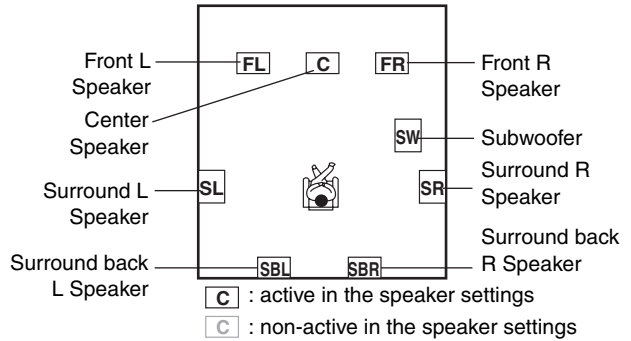 Front L
Speaker
FL
C
FR
Front R
Speaker
Center
Speaker
SW
Subwoofer
Surround L
Speaker
SL
SR
Surround R
Speaker
Surround back
L Speaker
SBL
SBR
Surround back
R Speaker
C : active in the speaker settings
C : non-active in the speaker settings